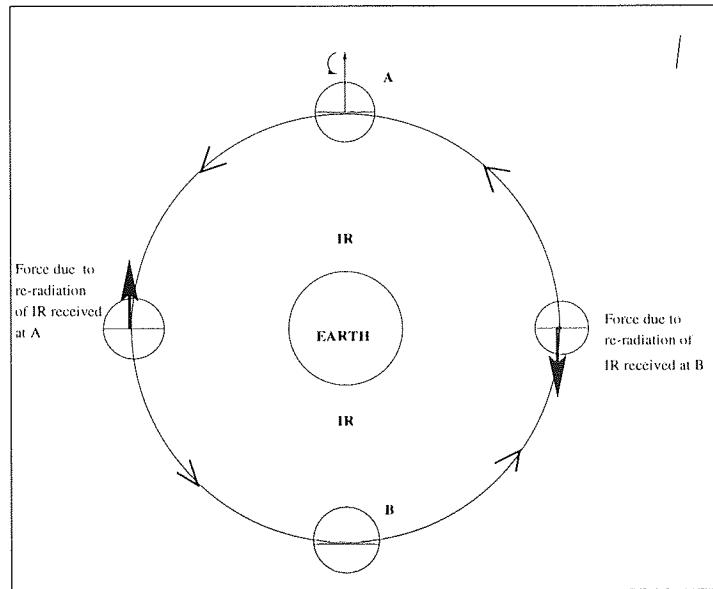 A
IR
Force due to
re-radiation
of IR received
at A
EARTH
Force due to
re-radiation of
IR received at B
IR
B